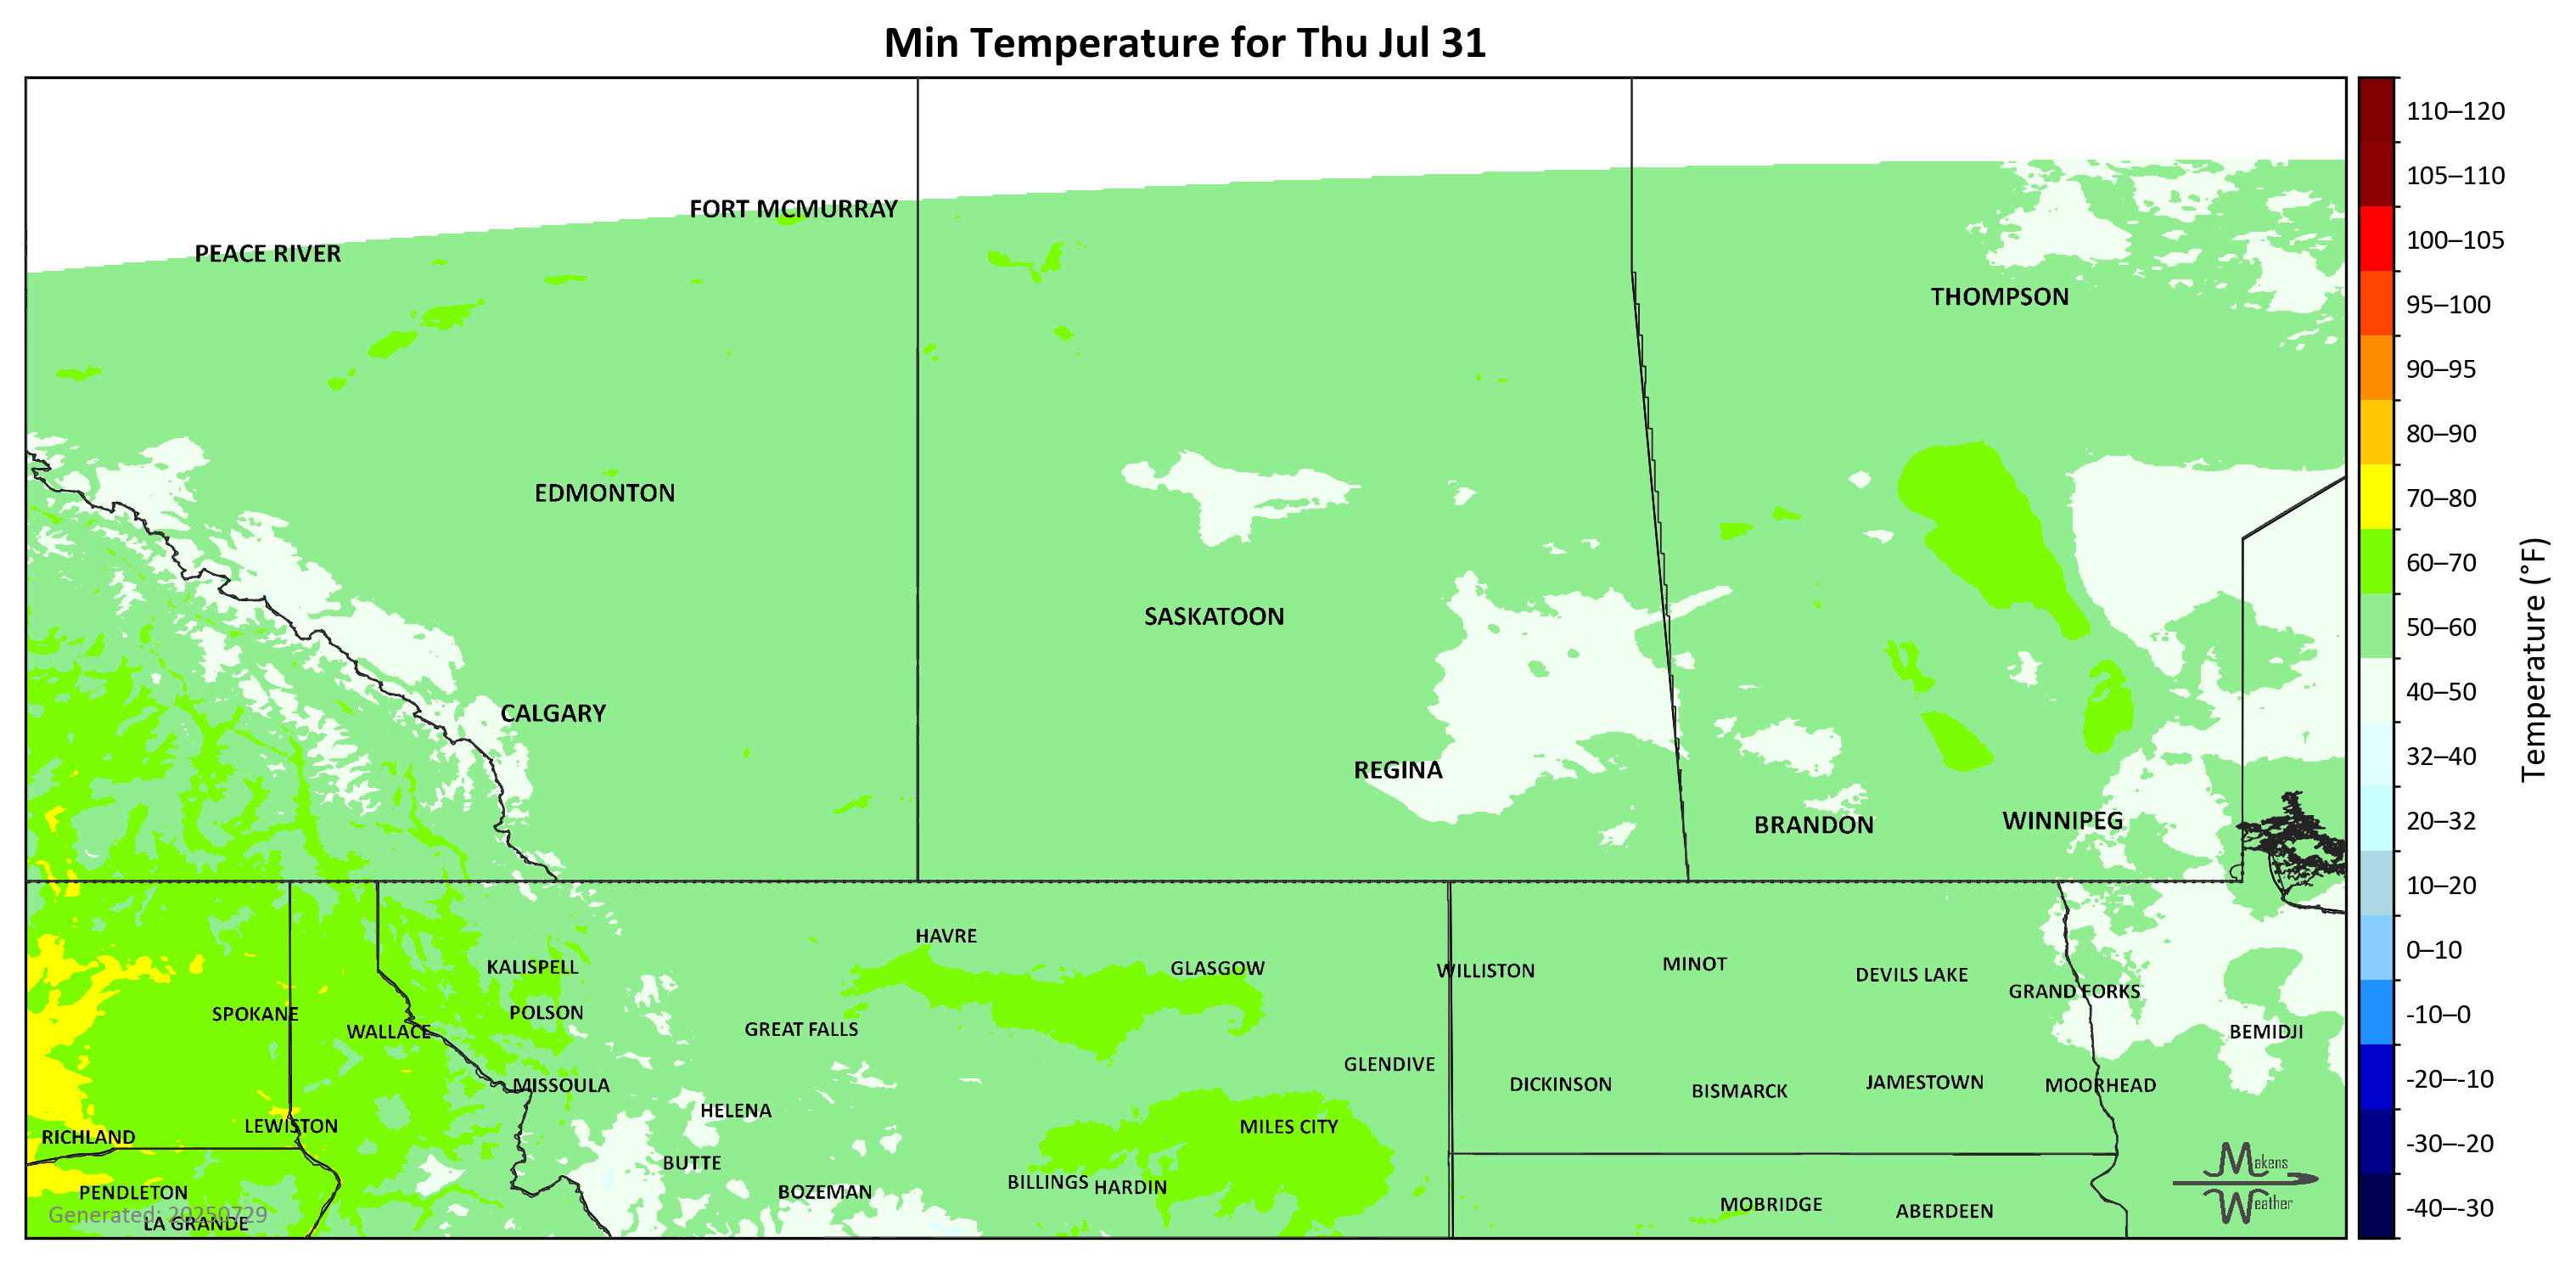 Min Temperature for Thu Jul 31
110–120
105–110
FORT MCMURRAY
100–105
PEACE RIVER
THOMPSON
95–100
90–95
80–90
EDMONTON
70–80
60–70
SASKATOON
50–60
Temperature (°F)
CALGARY
40–50
REGINA
32–40
BRANDON
WINNIPEG
20–32
10–20
HAVRE
0–10
KALISPELL
GLASGOW
WILLISTON
MINOT
DEVILS LAKE
GRAND FORKS
SPOKANE
POLSON
-10–0
WALLACE
GREAT FALLS
BEMIDJI
GLENDIVE
-20–-10
MISSOULA
DICKINSON
BISMARCK
JAMESTOWN
MOORHEAD
HELENA
LEWISTON
MILES CITY
RICHLAND
-30–-20
BUTTE
Makens
PENDLETON
BOZEMAN
BILLINGS
HARDIN
Weather
MOBRIDGE
ABERDEEN
-40–-30
Generated: 20250729
LA GRANDE